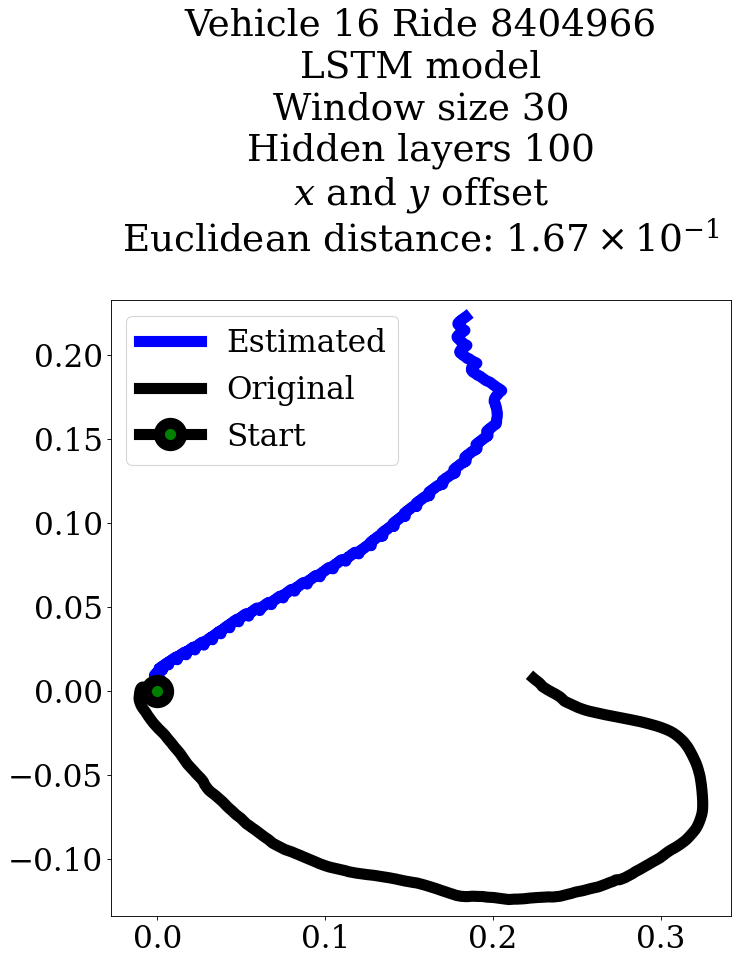 Vehicle 16 Ride 8404966
LSTM model
Window size 30
Hidden layers 100
x and y offset
Euclidean distance: 1.67 × 10⁻¹
Estimated
Original
Start
0.20
0.15
0.10
0.05
0.00
−0.05
−0.10
0.0 0.1 0.2 0.3